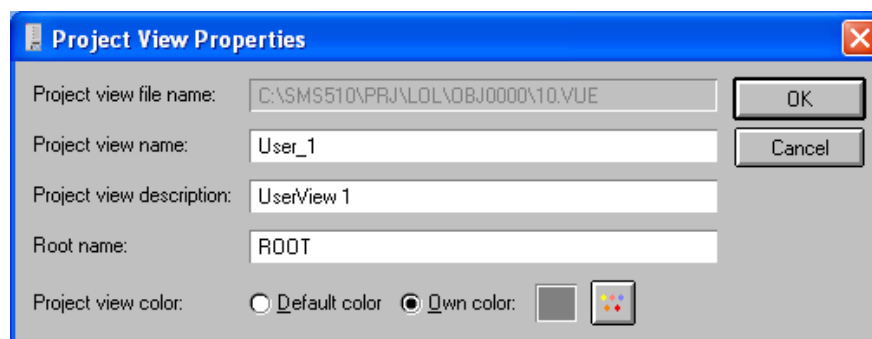 Project View Properties
Project view file name: C:\SMS510\PRJ\LOL\OBJ0000\10.VUE OK
Project view name: User_1 Cancel
Project view description: UserView 1
Root name: ROOT
Project view color: Default color Own color: